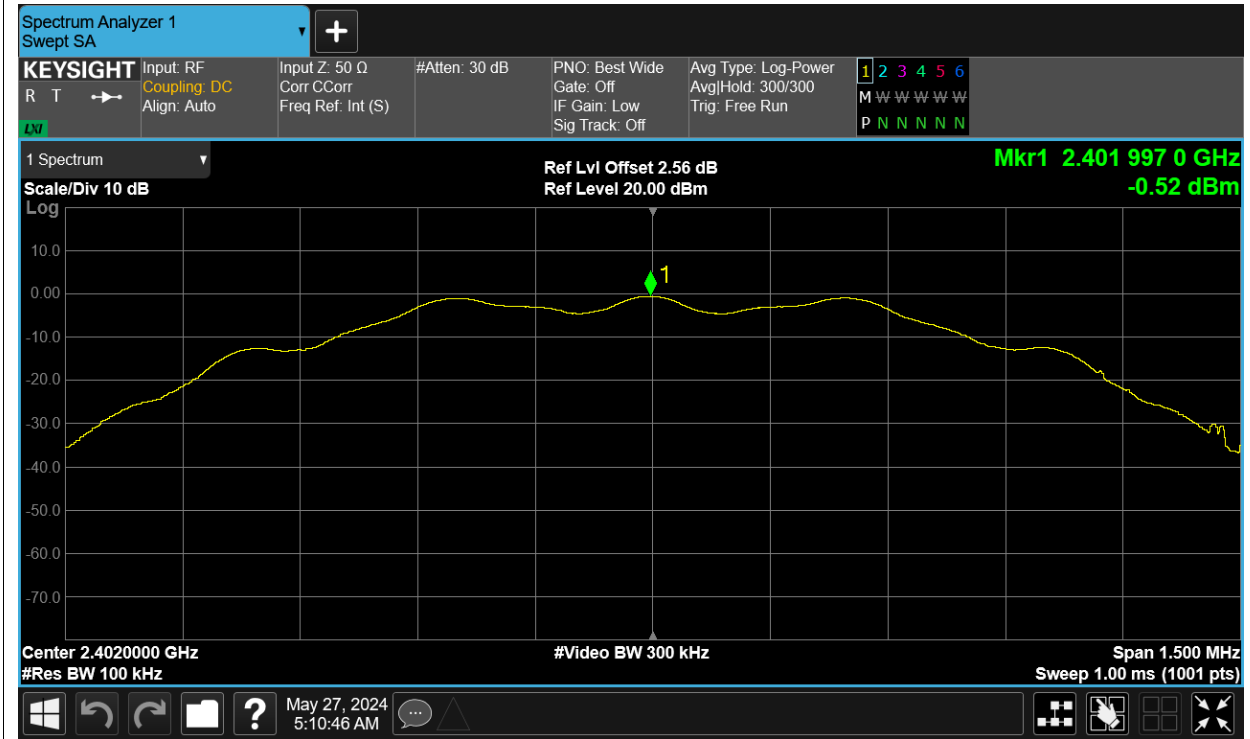 Spectrum Analyzer 1
Swept SA
KEYSIGHT
R T
LXI
Input: RF
Coupling: DC
Align: Auto
Input Z: 50 Ω
Corr CCorr
Freq Ref: Int (S)
#Atten: 30 dB
PNO: Best Wide
Gate: Off
IF Gain: Low
Sig Track: Off
Avg Type: Log-Power
Avg|Hold: 300/300
Trig: Free Run
1 2 3 4 5 6
M W W W W W
P N N N N N
1 Spectrum
Scale/Div 10 dB
Log
Ref Lvl Offset 2.56 dB
Ref Level 20.00 dBm
Mkr1 2.401 997 0 GHz
-0.52 dBm
10.0
0.00
-10.0
-20.0
-30.0
-40.0
-50.0
-60.0
-70.0
1
Center 2.4020000 GHz
#Res BW 100 kHz
#Video BW 300 kHz
Span 1.500 MHz
Sweep 1.00 ms (1001 pts)
?
May 27, 2024
5:10:46 AM